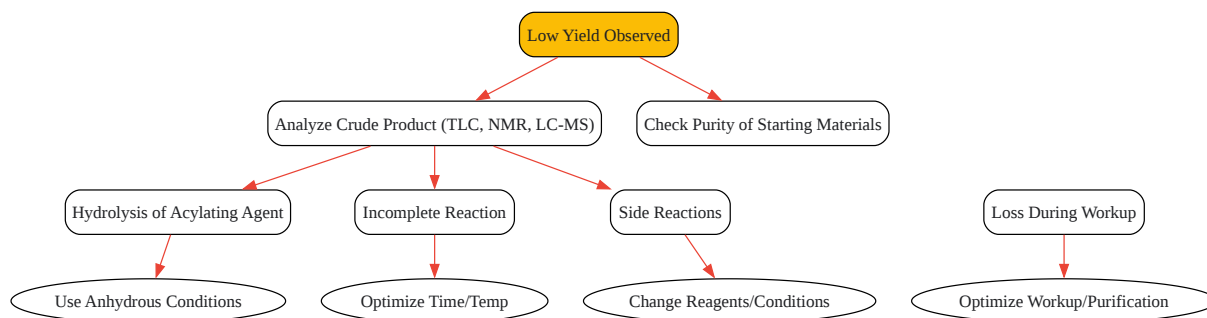 Low Yield Observed
Analyze Crude Product (TLC, NMR, LC-MS)
Check Purity of Starting Materials
Hydrolysis of Acylating Agent
Incomplete Reaction
Side Reactions
Loss During Workup
Use Anhydrous Conditions
Optimize Time/Temp
Change Reagents/Conditions
Optimize Workup/Purification